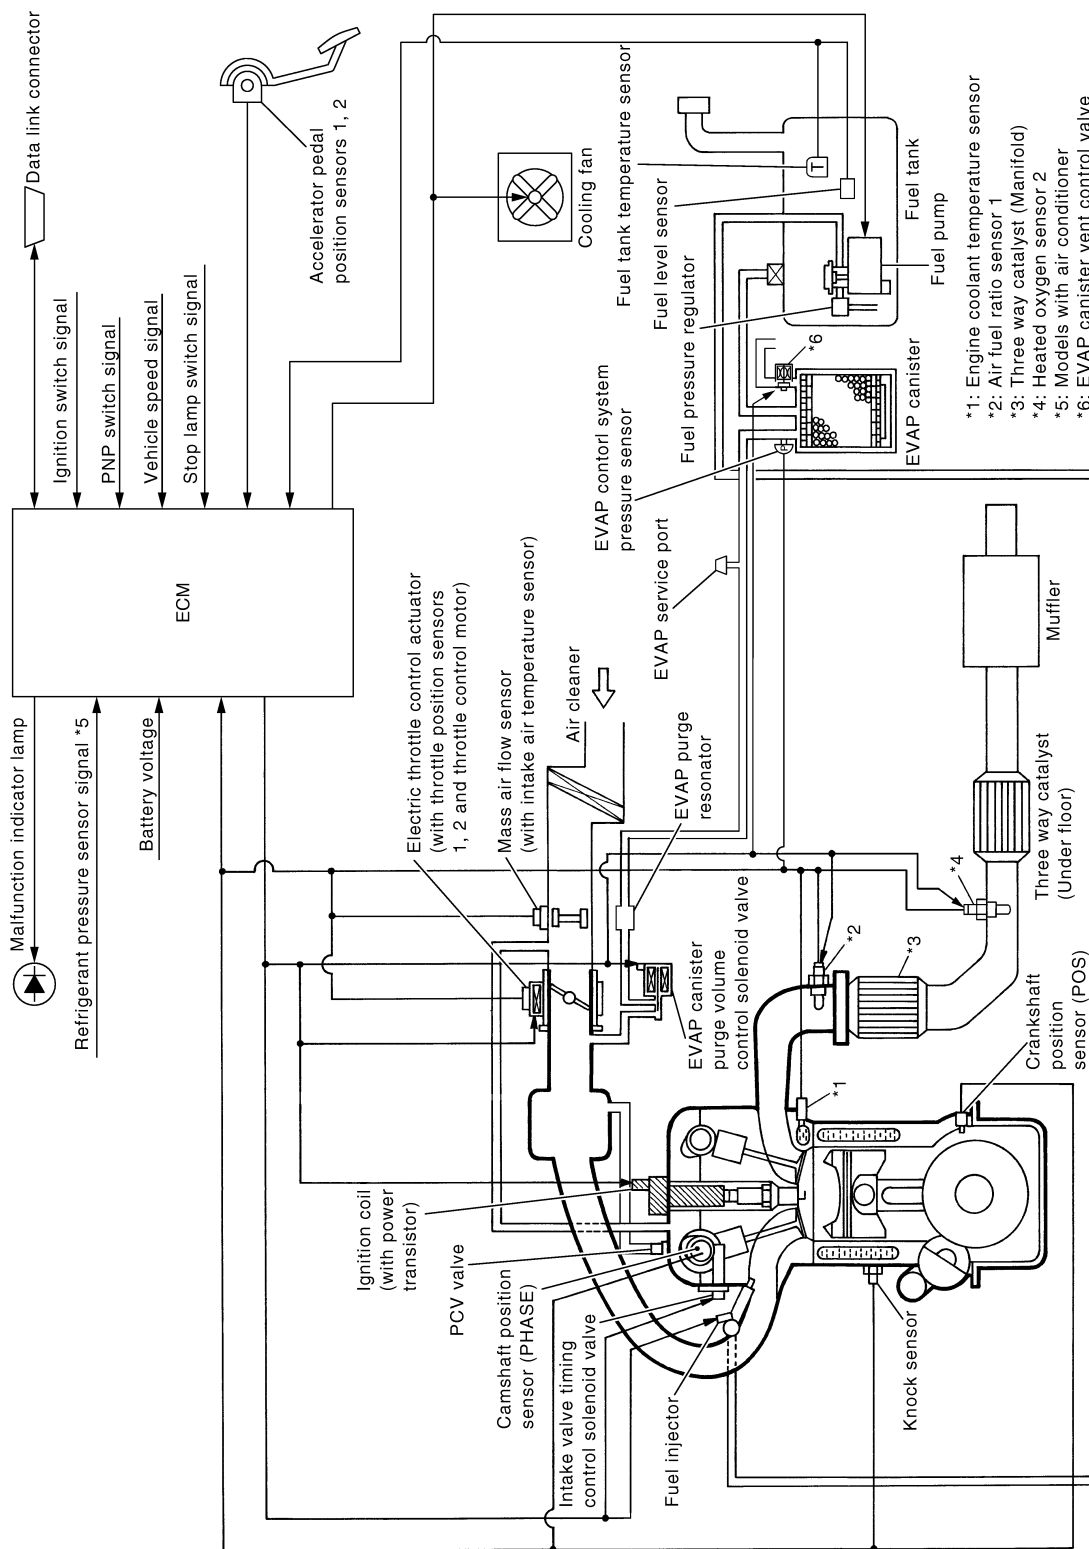 Malfunction indicator lamp
Refrigerant pressure sensor signal *5
Battery voltage
ECM
Data link connector
Ignition switch signal
PNP switch signal
Vehicle speed signal
Stop lamp switch signal
Accelerator pedal
position sensors 1, 2
Ignition coil
(with power
transistor)
PCV valve
Camshaft position
sensor (PHASE)
Intake valve timing
control solenoid valve
Fuel injector
Knock sensor
Electric throttle control actuator
(with throttle position sensors
1, 2 and throttle control motor)
Mass air flow sensor
(with intake air temperature sensor)
Air cleaner
EVAP purge
resonator
EVAP canister
purge volume
control solenoid valve
*1
*2
*3
*4
Crankshaft
position
sensor (POS)
Three way catalyst
(Under floor)
Muffler
EVAP service port
EVAP contorl system
pressure sensor
P
*6
EVAP canister
Cooling fan
Fuel tank temperature sensor
Fuel level sensor
Fuel pressure regulator
T
Fuel tank
Fuel pump
*1: Engine coolant temperature sensor
*2: Air fuel ratio sensor 1
*3: Three way catalyst (Manifold)
*4: Heated oxygen sensor 2
*5: Models with air conditioner
*6: EVAP canister vent control valve